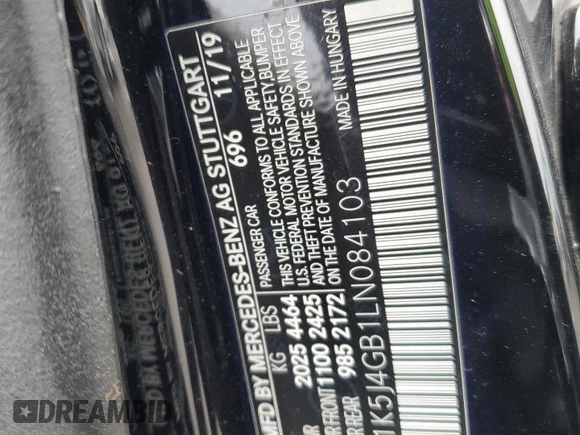 MFD BY MERCEDES-BENZ AG STUTTGART
696 11/19
PASSENGER CAR
THIS VEHICLE CONFORMS TO ALL APPLICABLE
U.S. FEDERAL MOTOR VEHICLE SAFETY, BUMPER
AND THEFT PREVENTION STANDARDS IN EFFECT
ON THE DATE OF MANUFACTURE SHOWN ABOVE
MADE IN HUNGARY
KG LBS
2025 4464
FRONT 1100 2425
REAR 985 2172
1K5J4GB1LN084103
DREAMBID